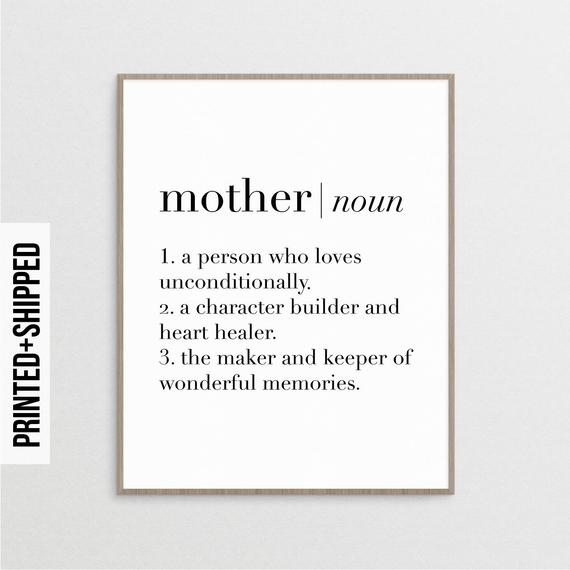 mother | noun
1. a person who loves
unconditionally.
2. a character builder and
heart healer.
3. the maker and keeper of
wonderful memories.
PRINTED+SHIPPED